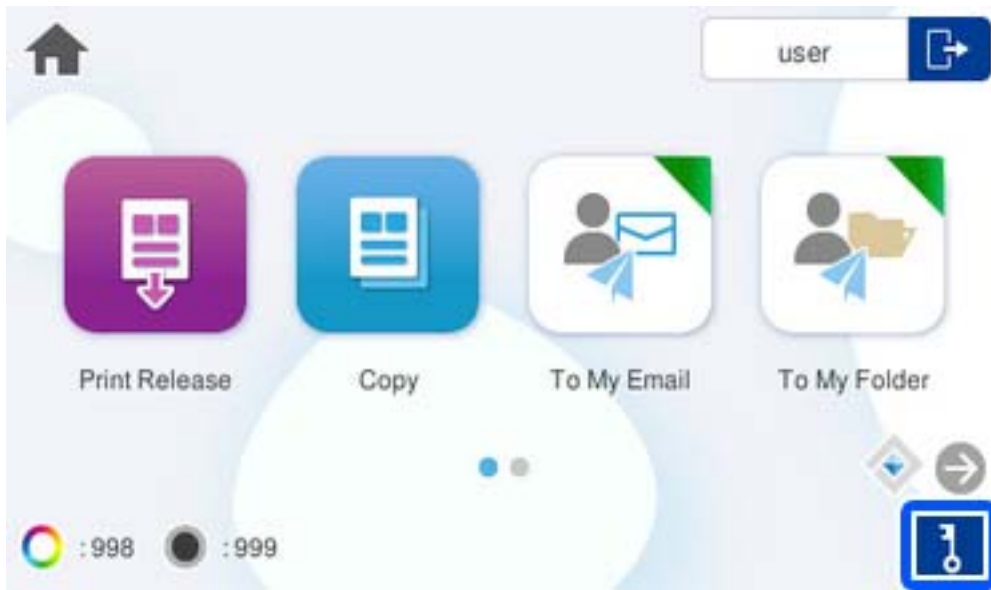 user
Print Release
Copy
To My Email
To My Folder
:998
:999